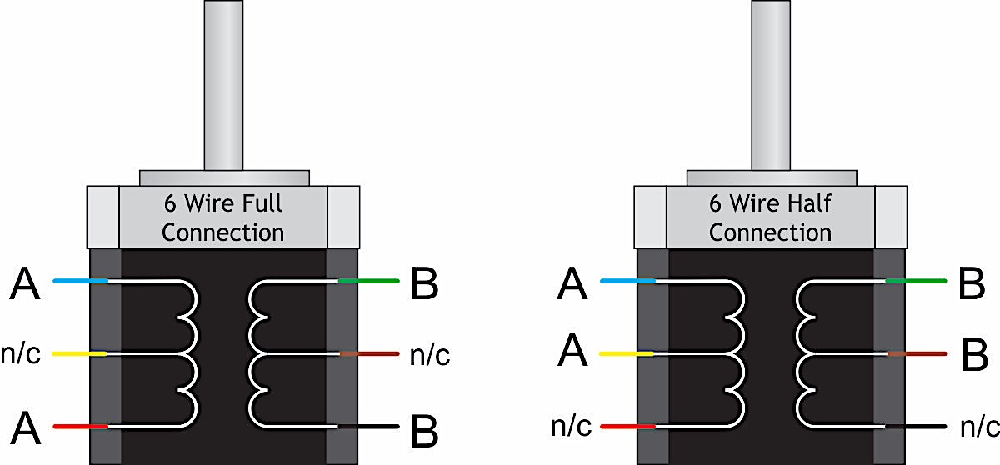 6 Wire Full
Connection
A
B
n/c
n/c
A
B
6 Wire Half
Connection
A
B
A
B
n/c
n/c